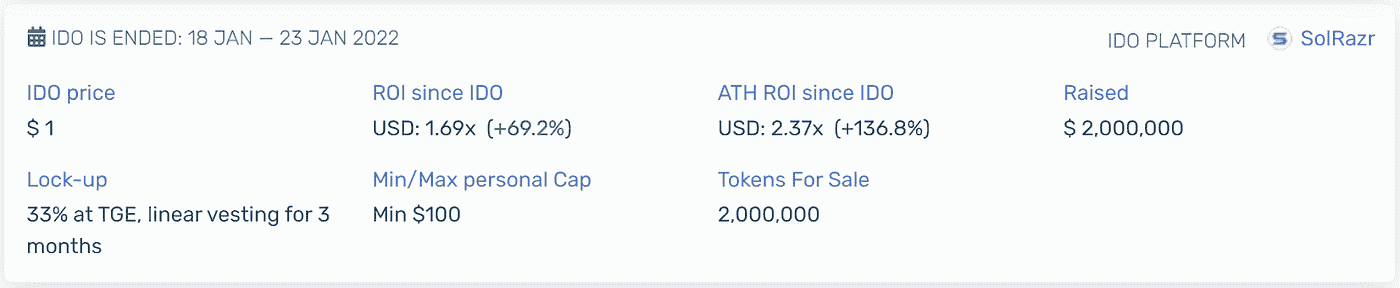 IDO IS ENDED: 18 JAN — 23 JAN 2022
IDO PLATFORM SolRazr
IDO price
$ 1
ROI since IDO
USD: 1.69x (+69.2%)
ATH ROI since IDO
USD: 2.37x (+136.8%)
Raised
$ 2,000,000
Lock-up
33% at TGE, linear vesting for 3
months
Min/Max personal Cap
Min $100
Tokens For Sale
2,000,000